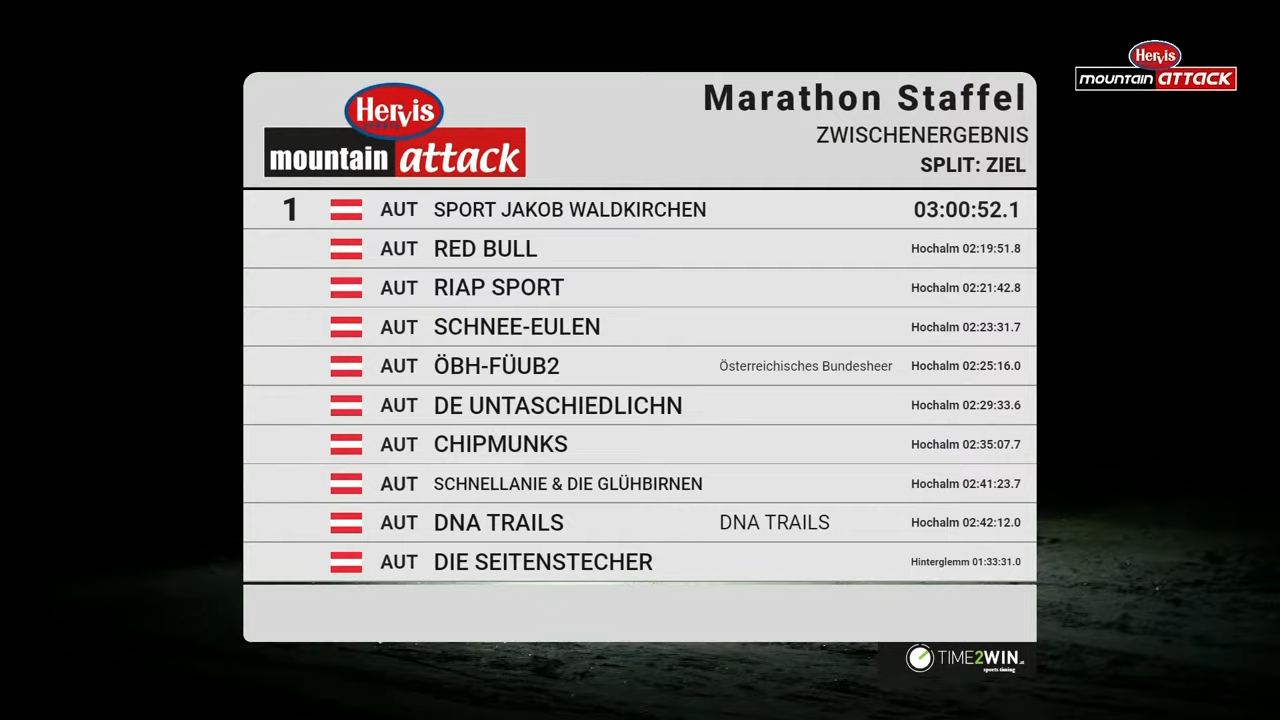 Hervis
mountain attack
Hervis
mountain attack
Marathon Staffel
ZWISCHENERGEBNIS
SPLIT: ZIEL
1 AUT SPORT JAKOB WALDKIRCHEN 03:00:52.1
AUT RED BULL Hochalm 02:19:51.8
AUT RIAP SPORT Hochalm 02:21:42.8
AUT SCHNEE-EULEN Hochalm 02:23:31.7
AUT ÖBH-FÜUB2 Österreichisches Bundesheer Hochalm 02:25:16.0
AUT DE UNTASCHIEDLICHN Hochalm 02:29:33.6
AUT CHIPMUNKS Hochalm 02:35:07.7
AUT SCHNELLANIE & DIE GLÜHBIRNEN Hochalm 02:41:23.7
AUT DNA TRAILS DNA TRAILS Hochalm 02:42:12.0
AUT DIE SEITENSTECHER Hinterglemm 01:33:31.0
TIME2WIN.at
sports timing